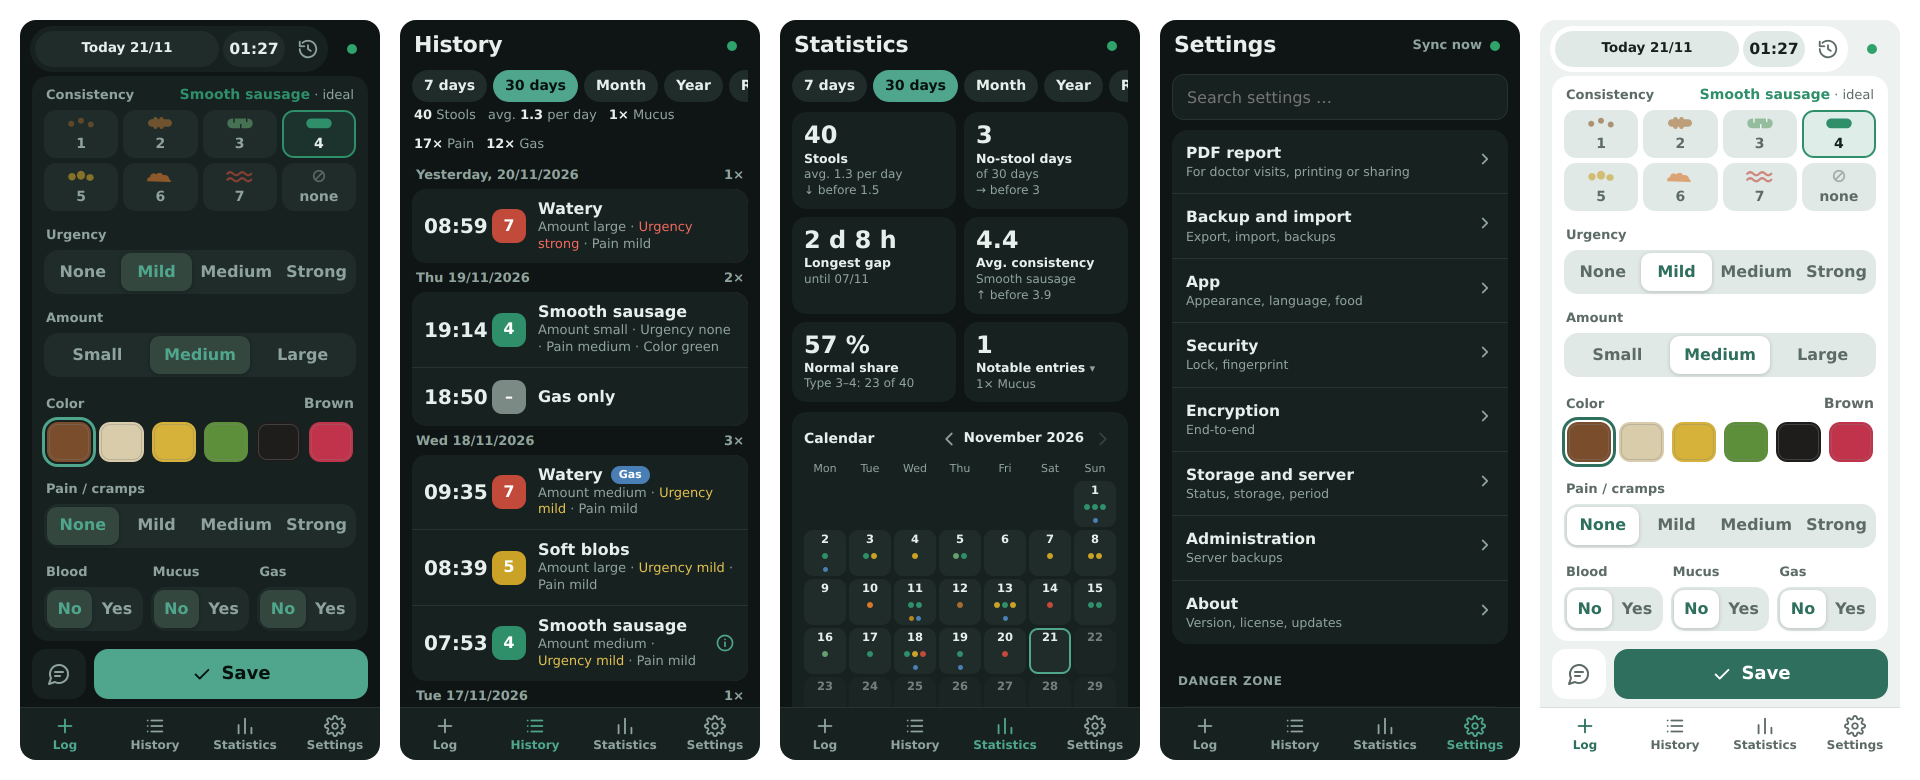 Today 21/11
01:27
Consistency
Smooth sausage · ideal
1
2
3
4
5
6
7
none
Urgency
None
Mild
Medium
Strong
Amount
Small
Medium
Large
Color
Brown
Pain / cramps
None
Mild
Medium
Strong
Blood
Mucus
Gas
No
Yes
No
Yes
No
Yes
Save
Log
History
Statistics
Settings
History
7 days
30 days
Month
Year
R
40 Stools avg. 1.3 per day 1× Mucus
17× Pain 12× Gas
Yesterday, 20/11/2026
1×
08:59
7
Watery
Amount large · Urgency
strong · Pain mild
Thu 19/11/2026
2×
19:14
4
Smooth sausage
Amount small · Urgency none
· Pain medium · Color green
18:50
–
Gas only
Wed 18/11/2026
3×
09:35
7
Watery
Gas
Amount medium · Urgency
mild · Pain mild
08:39
5
Soft blobs
Amount large · Urgency mild ·
Pain mild
07:53
4
Smooth sausage
Amount medium ·
Urgency mild · Pain mild
Tue 17/11/2026
1×
Log
History
Statistics
Settings
Statistics
7 days
30 days
Month
Year
R
40
Stools
avg. 1.3 per day
↓ before 1.5
3
No-stool days
of 30 days
→ before 3
2 d 8 h
Longest gap
until 07/11
4.4
Avg. consistency
Smooth sausage
↑ before 3.9
57 %
Normal share
Type 3–4: 23 of 40
1
Notable entries ▾
1× Mucus
Calendar
November 2026
Mon Tue Wed Thu Fri Sat Sun
1
2 3 4 5 6 7 8
9 10 11 12 13 14 15
16 17 18 19 20 21 22
23 24 25 26 27 28 29
Log
History
Statistics
Settings
Settings
Sync now
Search settings ...
PDF report
For doctor visits, printing or sharing
Backup and import
Export, import, backups
App
Appearance, language, food
Security
Lock, fingerprint
Encryption
End-to-end
Storage and server
Status, storage, period
Administration
Server backups
About
Version, license, updates
DANGER ZONE
Log
History
Statistics
Settings
Today 21/11
01:27
Consistency
Smooth sausage · ideal
1
2
3
4
5
6
7
none
Urgency
None
Mild
Medium
Strong
Amount
Small
Medium
Large
Color
Brown
Pain / cramps
None
Mild
Medium
Strong
Blood
Mucus
Gas
No
Yes
No
Yes
No
Yes
Save
Log
History
Statistics
Settings